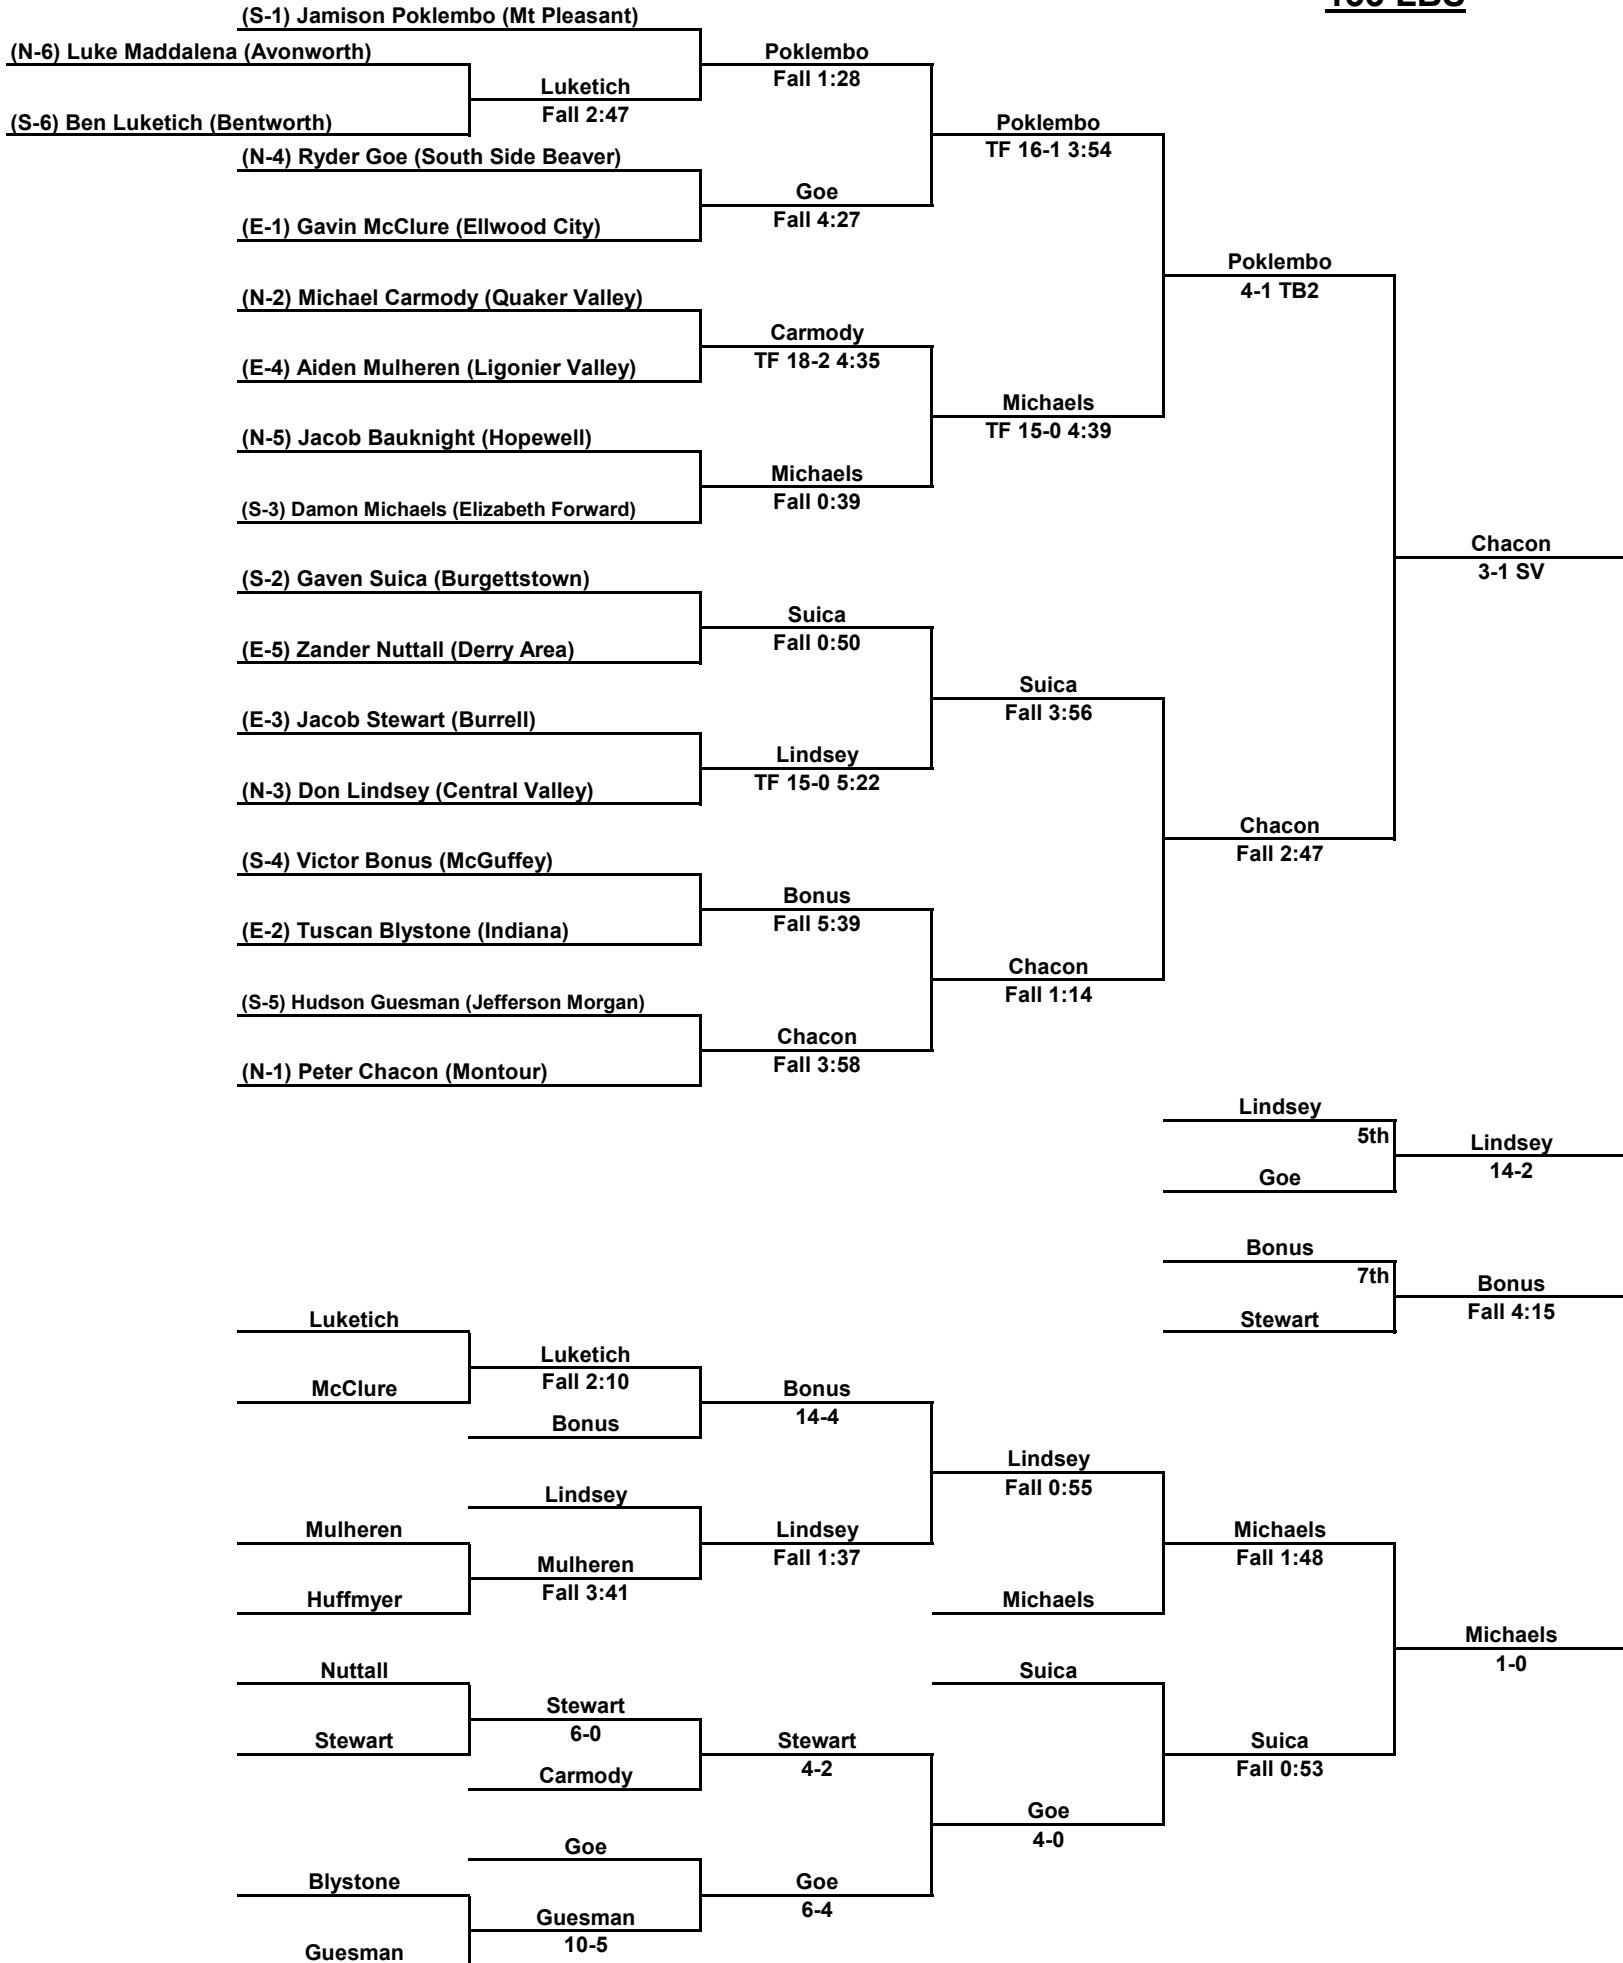 (S-1) Jamison Poklembo (Mt Pleasant)
(N-6) Luke Maddalena (Avonworth)
Poklembo
Fall 1:28
Luketich
Fall 2:47
(S-6) Ben Luketich (Bentworth)
Poklembo
TF 16-1 3:54
(N-4) Ryder Goe (South Side Beaver)
Goe
Fall 4:27
(E-1) Gavin McClure (Ellwood City)
Poklembo
4-1 TB2
(N-2) Michael Carmody (Quaker Valley)
Carmody
TF 18-2 4:35
(E-4) Aiden Mulheren (Ligonier Valley)
Michaels
TF 15-0 4:39
(N-5) Jacob Bauknight (Hopewell)
Michaels
Fall 0:39
(S-3) Damon Michaels (Elizabeth Forward)
Chacon
3-1 SV
(S-2) Gaven Suica (Burgettstown)
Suica
Fall 0:50
(E-5) Zander Nuttall (Derry Area)
Suica
Fall 3:56
(E-3) Jacob Stewart (Burrell)
Lindsey
TF 15-0 5:22
(N-3) Don Lindsey (Central Valley)
Chacon
Fall 2:47
(S-4) Victor Bonus (McGuffey)
Bonus
Fall 5:39
(E-2) Tuscan Blystone (Indiana)
Chacon
Fall 1:14
(S-5) Hudson Guesman (Jefferson Morgan)
Chacon
Fall 3:58
(N-1) Peter Chacon (Montour)
Lindsey
5th
Lindsey
14-2
Goe
Bonus
7th
Bonus
Fall 4:15
Stewart
Luketich
Luketich
Fall 2:10
McClure
Bonus
14-4
Bonus
Lindsey
Fall 0:55
Lindsey
Mulheren
Lindsey
Fall 1:37
Michaels
Fall 1:48
Mulheren
Fall 3:41
Huffmyer
Michaels
Michaels
1-0
Nuttall
Suica
Stewart
6-0
Stewart
Stewart
4-2
Suica
Fall 0:53
Carmody
Goe
4-0
Goe
Blystone
Goe
6-4
Guesman
10-5
Guesman